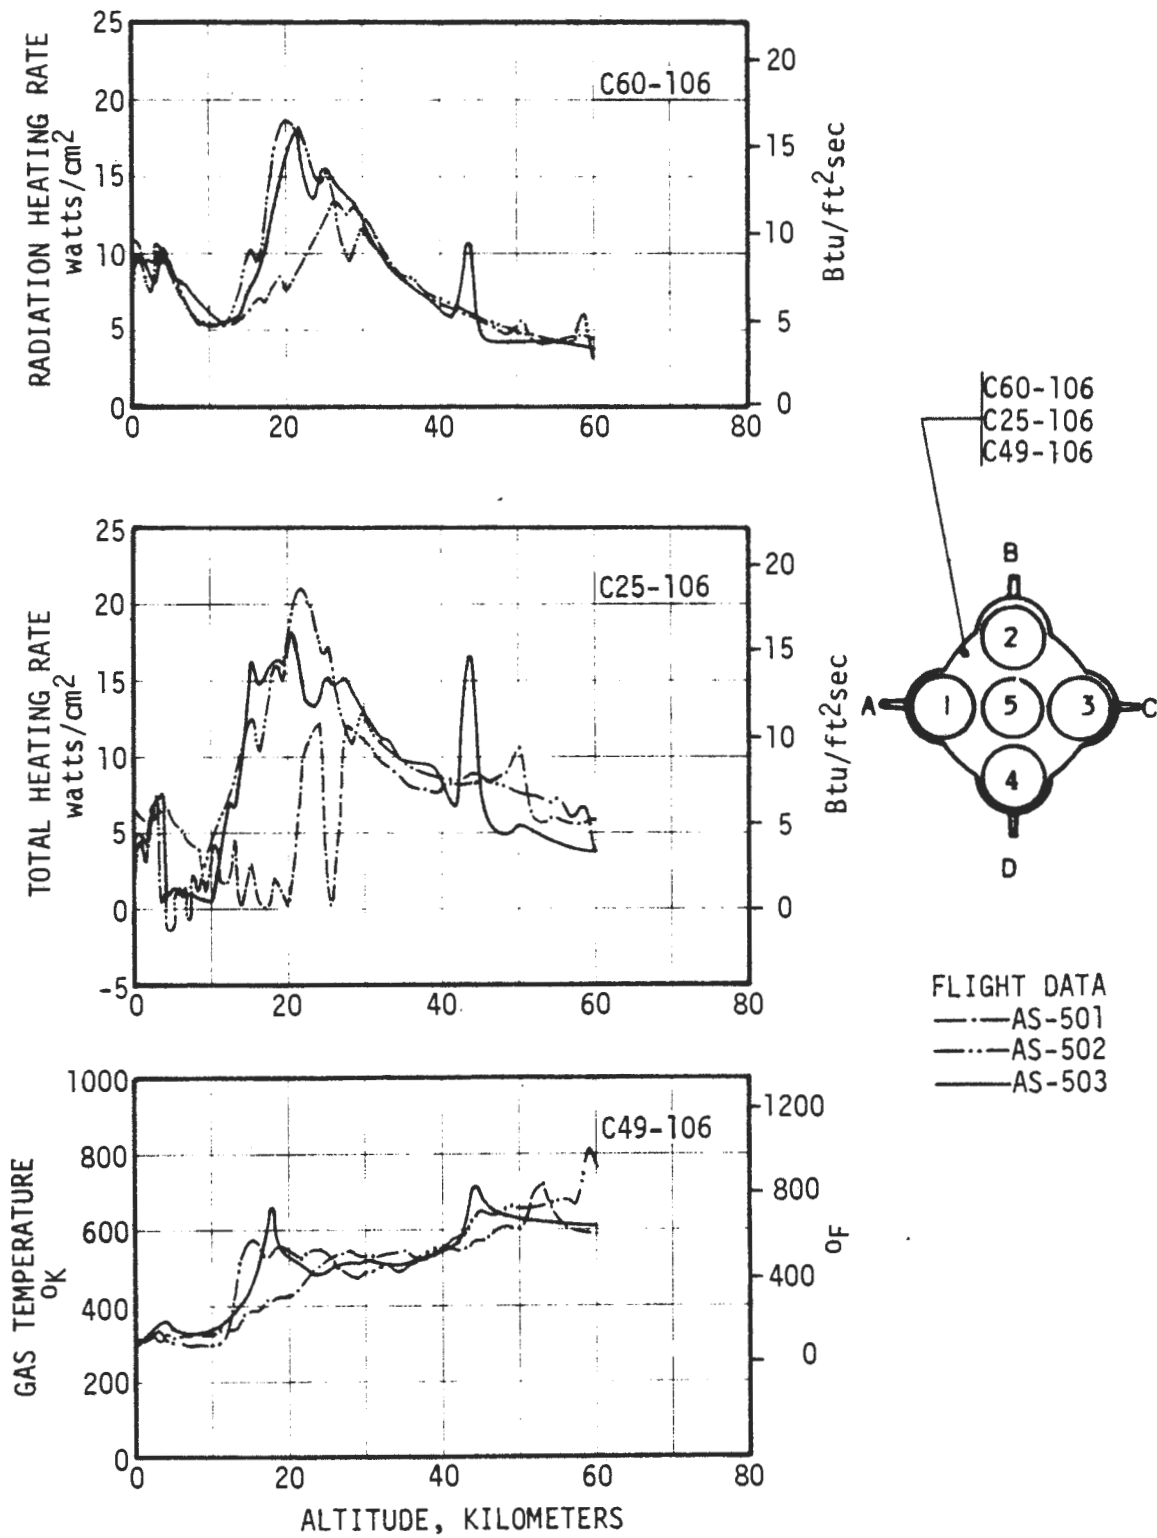 RADIATION HEATING RATE
watts/cm2
25
20
15
10
5
0
0 20 40 60 80
C60-106
20
15
10
5
0
Btu/ft2sec
TOTAL HEATING RATE
watts/cm2
25
20
15
10
5
0
-5
0 20 40 60 80
C25-106
20
15
10
5
0
Btu/ft2sec
GAS TEMPERATURE
oK
1000
800
600
400
200
0
0 20 40 60 80
C49-106
1200
800
400
0
oF
ALTITUDE, KILOMETERS
C60-106
C25-106
C49-106
B
2
A 1 5 3 C
4
D
FLIGHT DATA
AS-501
AS-502
AS-503